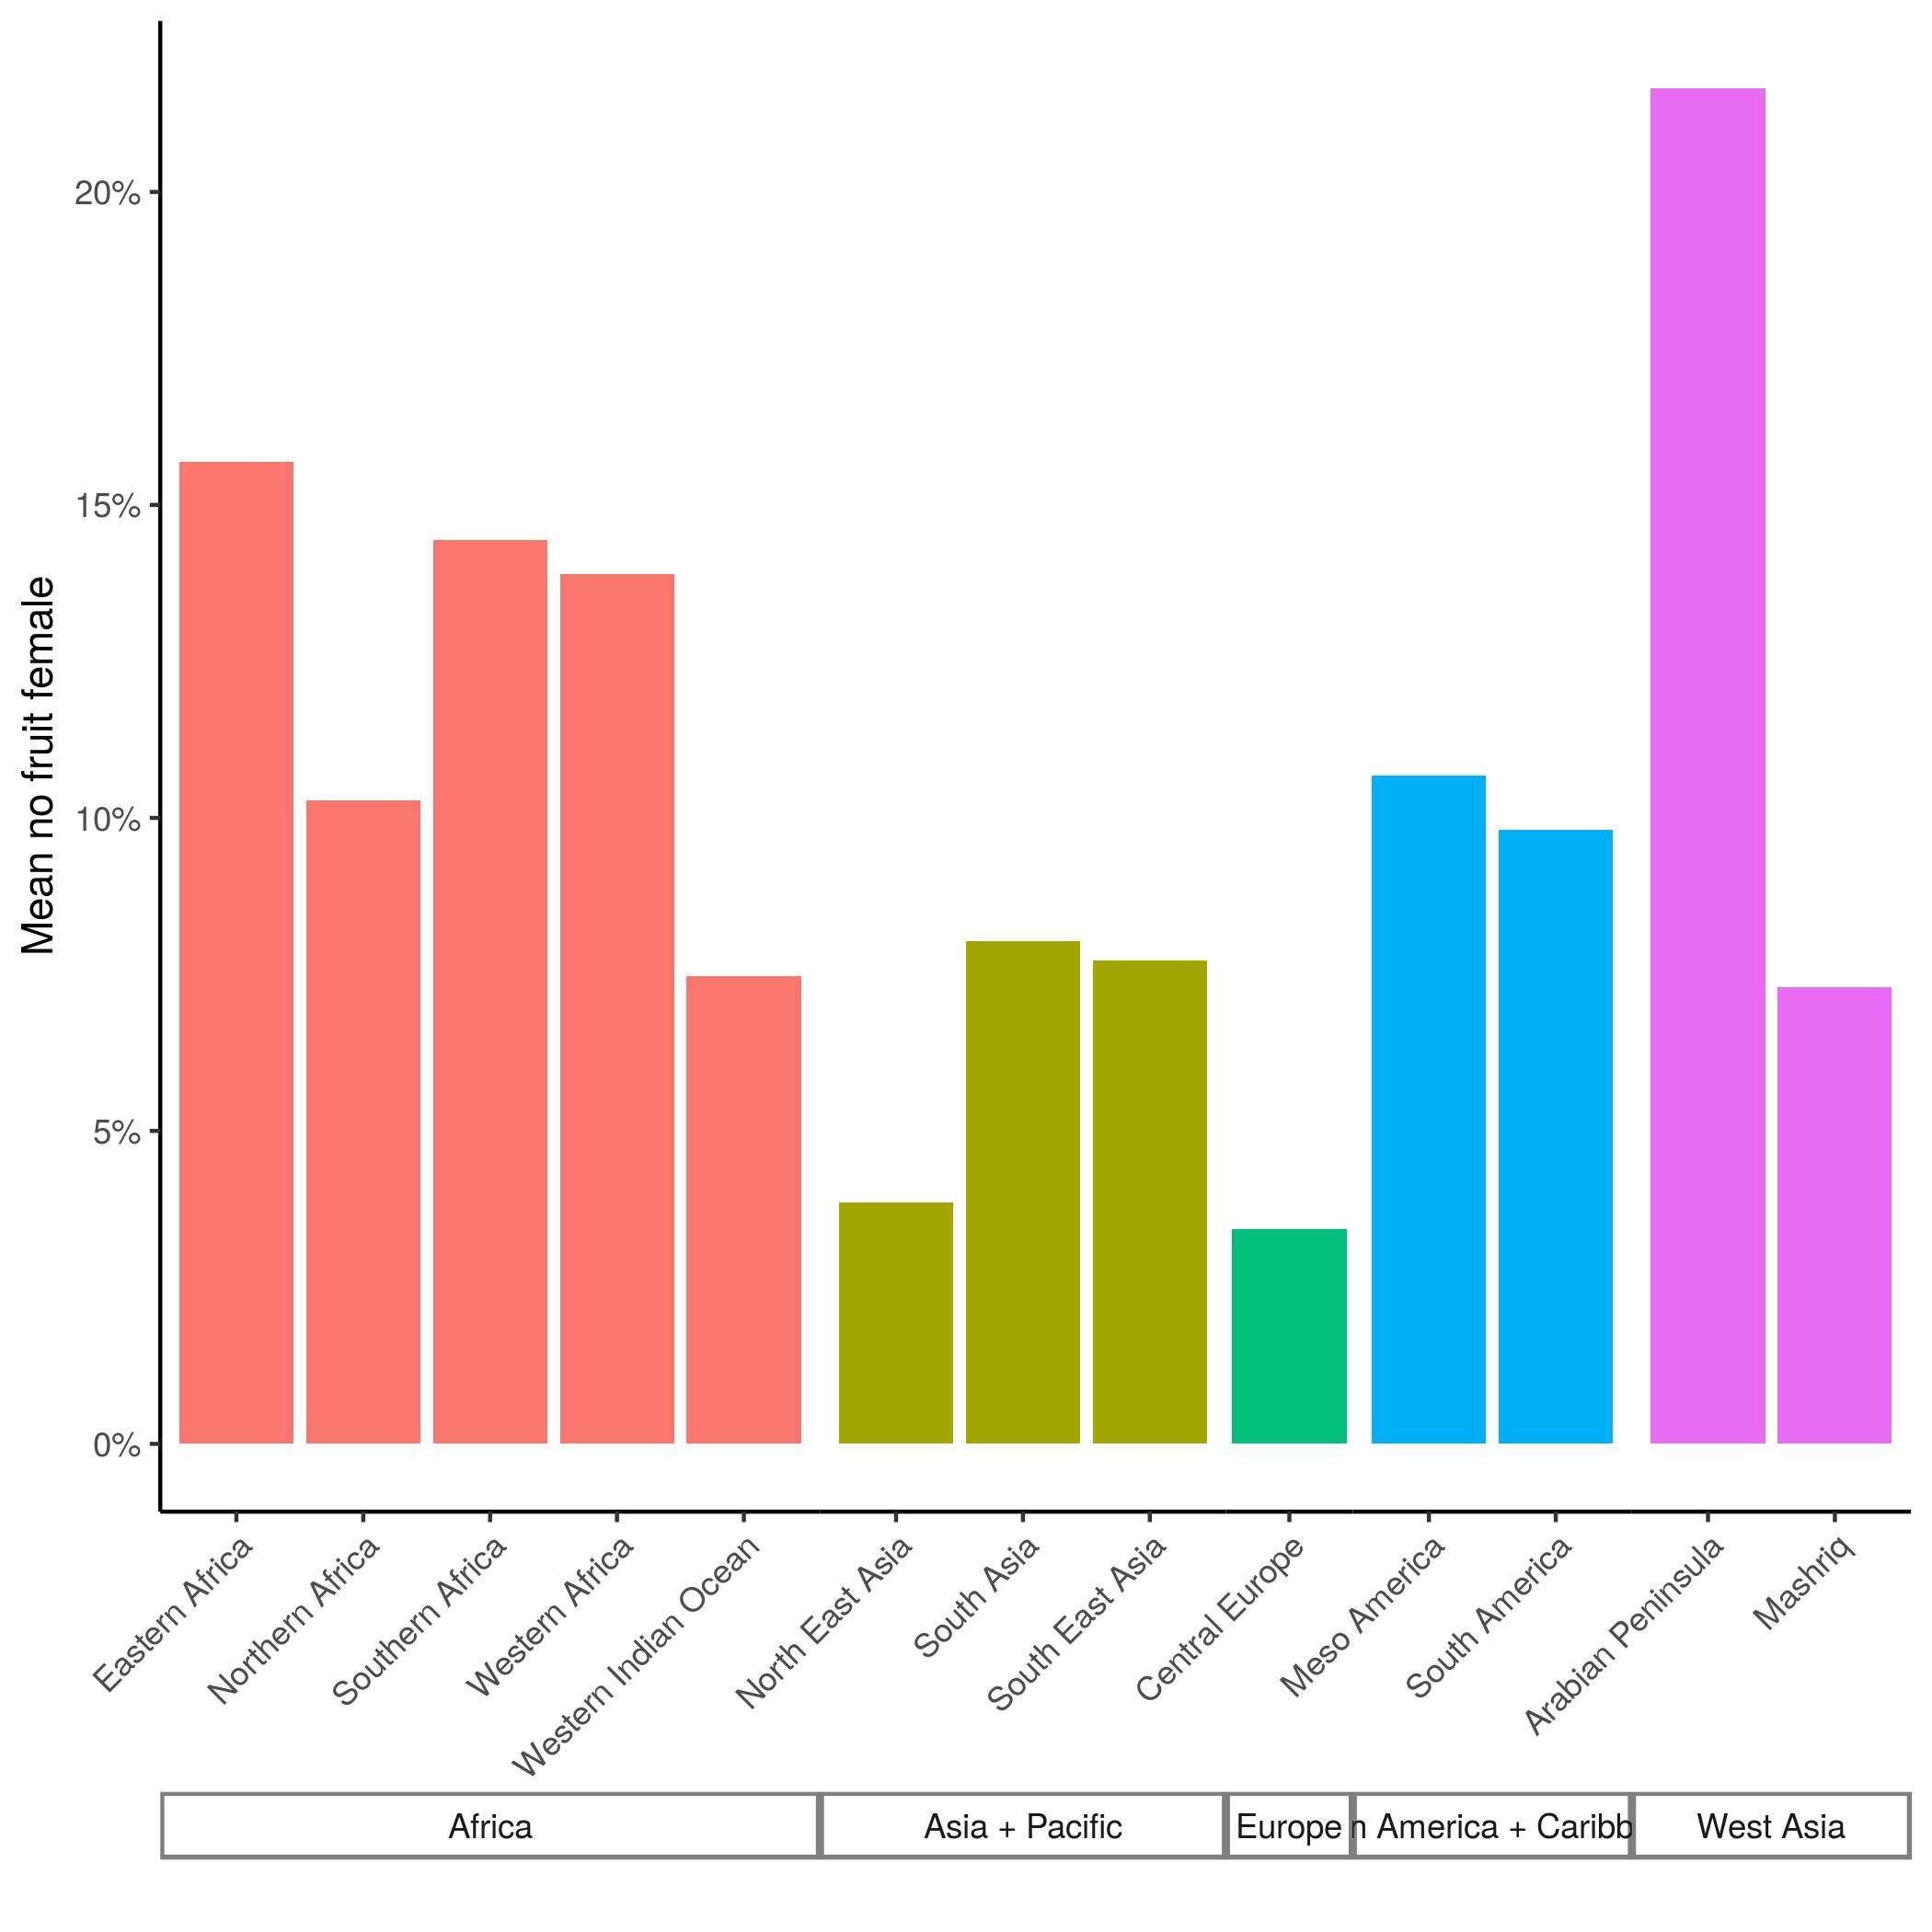 Mean no fruit female
20%
15%
10%
5%
0%
Eastern Africa
Northern Africa
Southern Africa
Western Africa
Western Indian Ocean
North East Asia
South Asia
South East Asia
Central Europe
Meso America
South America
Arabian Peninsula
Mashriq
Africa
Asia + Pacific
Europe
n America + Caribb
West Asia